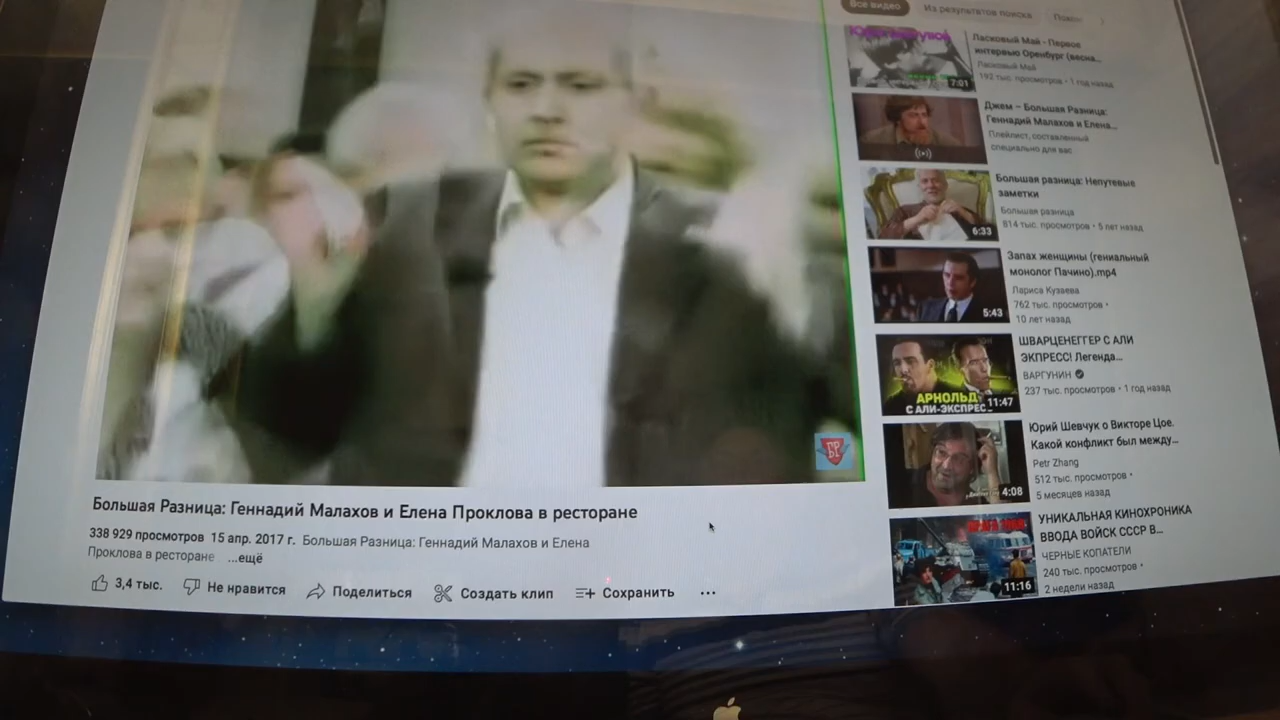 Большая Разница: Геннадий Малахов и Елена Проклова в ресторане
338 929 просмотров 15 апр. 2017 г. Большая Разница: Геннадий Малахов и Елена
Проклова в ресторане ...ещё
3,4 тыс. Не нравится Поделиться Создать клип Сохранить
БР
Все видео Из результатов поиска
7:01
Ласковый Май - Первое
интервью Оренбург (весна...
Ласковый Май
192 тыс. просмотров • 1 год назад
Джем – Большая Разница:
Геннадий Малахов и Елена...
Плейлист, составленный
специально для вас
6:33
Большая разница: Непутевые
заметки
Большая разница
814 тыс. просмотров • 5 лет назад
5:43
Запах женщины (гениальный
монолог Пачино).mp4
Лариса Кузаева
762 тыс. просмотров •
10 лет назад
АРНОЛЬД
С АЛИ-ЭКСПРЕС
11:47
ШВАРЦЕНЕГГЕР С АЛИ
ЭКПРЕСС! Легенда...
ВАРГУНИН
237 тыс. просмотров • 1 год назад
4:08
Юрий Шевчук о Викторе Цое.
Какой конфликт был между...
Petr Zhang
512 тыс. просмотров •
5 месяцев назад
11:16
УНИКАЛЬНАЯ КИНОХРОНИКА
ВВОДА ВОЙСК СССР В...
ЧЕРНЫЕ КОПАТЕЛИ
240 тыс. просмотров •
2 недели назад